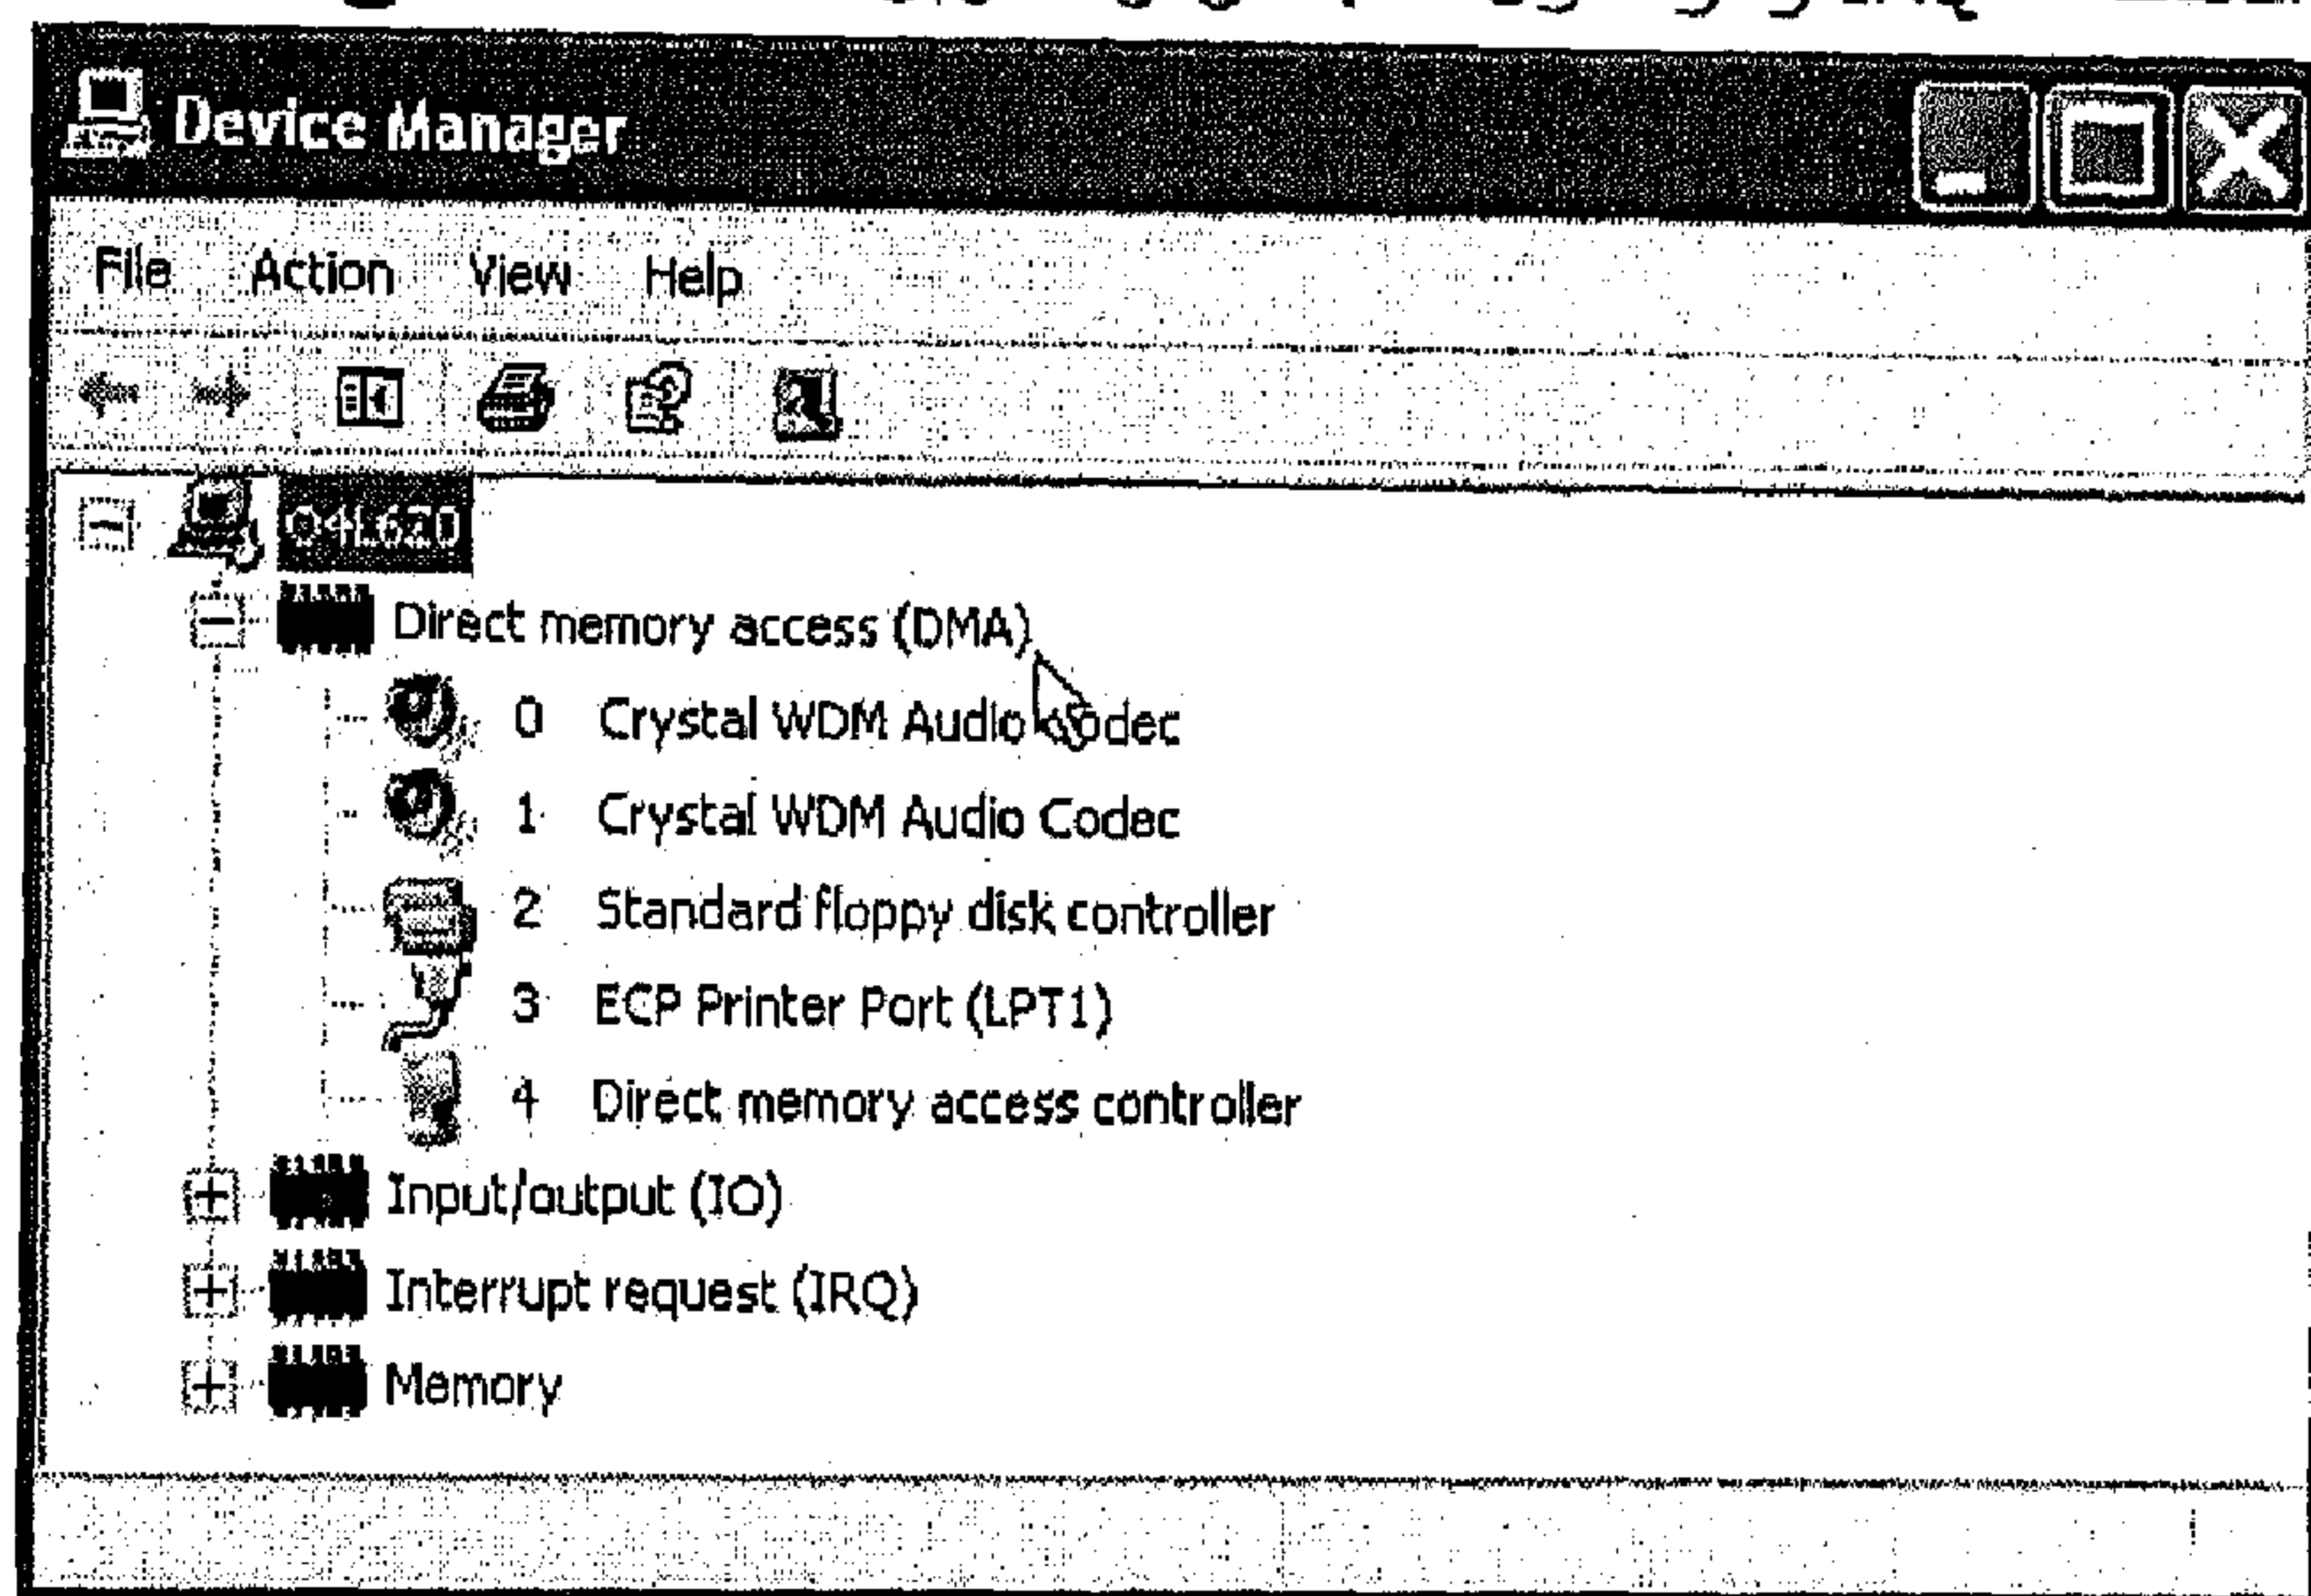 Device Manager
File Action View Help
Direct memory access (DMA)
0 Crystal WDM Audio Codec
1 Crystal WDM Audio Codec
2 Standard floppy disk controller
3 ECP Printer Port (LPT1)
4 Direct memory access controller
Input/output (IO)
Interrupt request (IRQ)
Memory